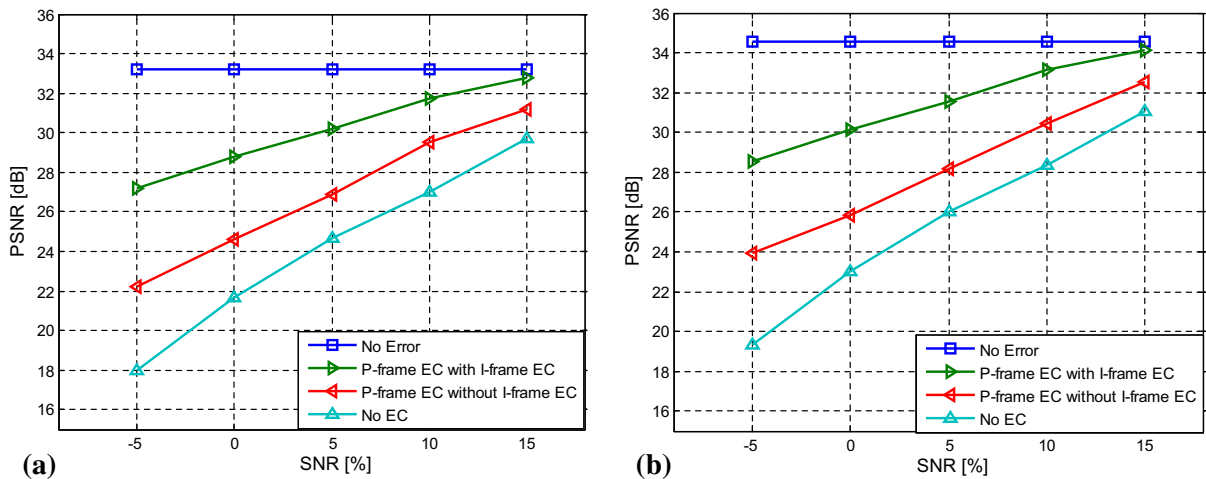 36
34
32
30
28
26
24
22
20
18
16
PSNR [dB]
-5
0
5
10
15
SNR [%]
No Error
P-frame EC with I-frame EC
P-frame EC without I-frame EC
No EC
(a)
36
34
32
30
28
26
24
22
20
18
16
PSNR [dB]
-5
0
5
10
15
SNR [%]
No Error
P-frame EC with I-frame EC
P-frame EC without I-frame EC
No EC
(b)